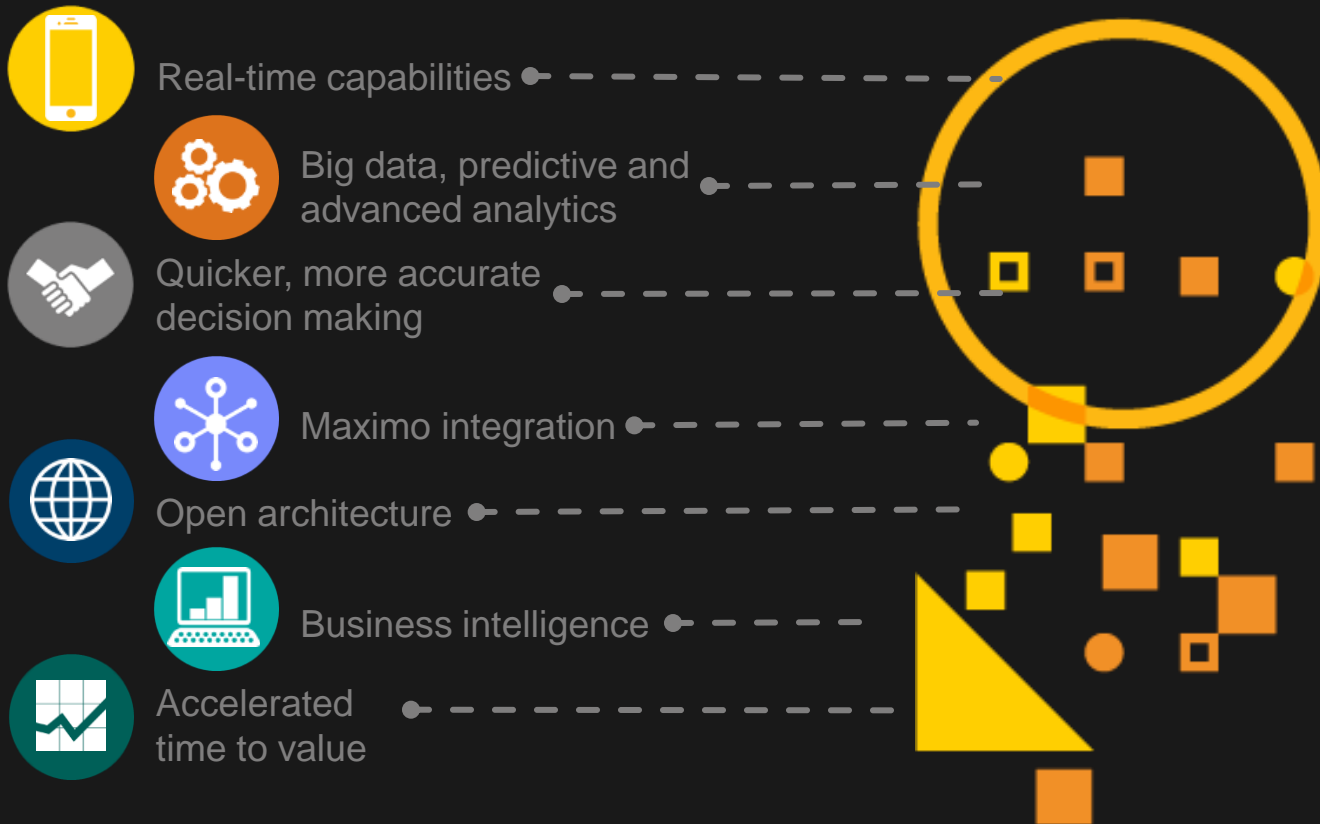 Real-time capabilities
Big data, predictive and
advanced analytics
Quicker, more accurate
decision making
Maximo integration
Open architecture
Business intelligence
Accelerated
time to value